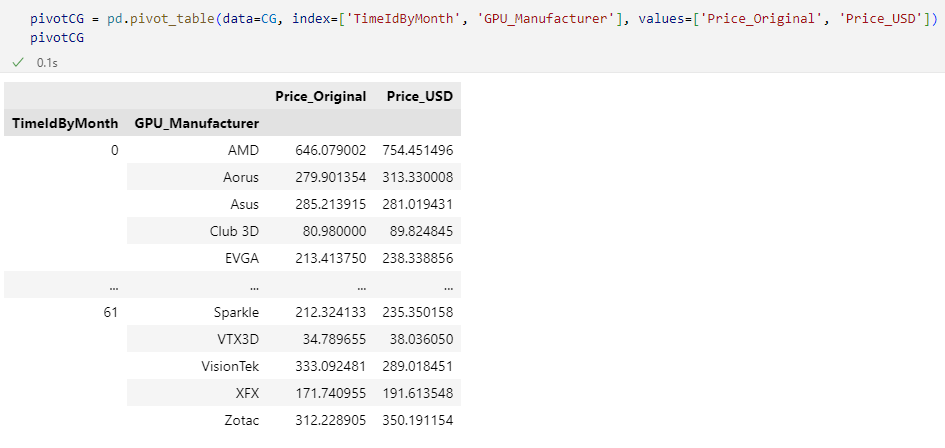 pivotCG = pd.pivot_table(data=CG, index=['TimeIdByMonth', 'GPU_Manufacturer'], values=['Price_Original', 'Price_USD'])
pivotCG
0.1s
Price_Original Price_USD
TimeIdByMonth GPU_Manufacturer
0 AMD 646.079002 754.451496
Aorus 279.901354 313.330008
Asus 285.213915 281.019431
Club 3D 80.980000 89.824845
EVGA 213.413750 238.338856
... ... ... ...
61 Sparkle 212.324133 235.350158
VTX3D 34.789655 38.036050
VisionTek 333.092481 289.018451
XFX 171.740955 191.613548
Zotac 312.228905 350.191154